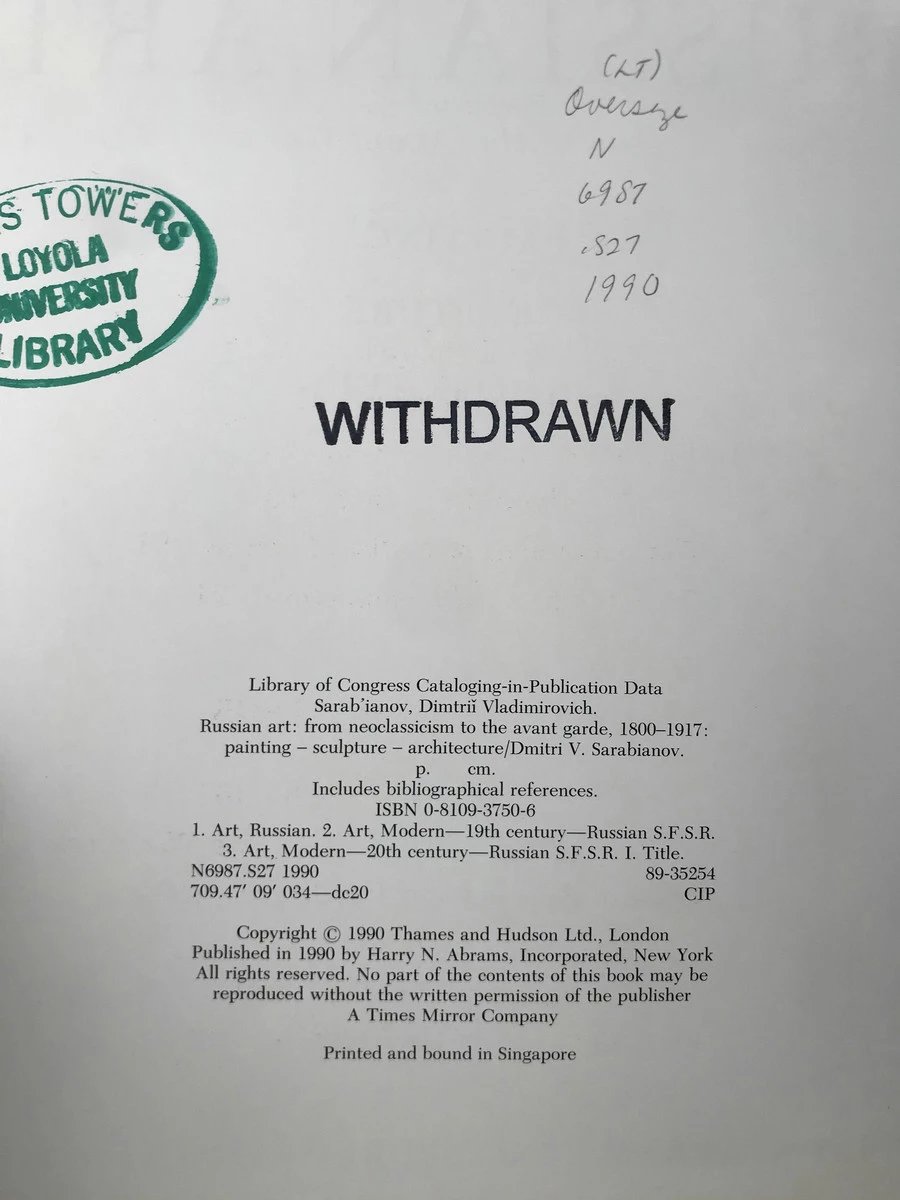 (LT)
Oversize
N
6987
.S27
1990
S TOWERS
LOYOLA
UNIVERSITY
LIBRARY
WITHDRAWN
Library of Congress Cataloging-in-Publication Data
Sarab'ianov, Dimtriĭ Vladimirovich.
Russian art: from neoclassicism to the avant garde, 1800–1917:
painting – sculpture – architecture/Dmitri V. Sarabianov.
p. cm.
Includes bibliographical references.
ISBN 0-8109-3750-6
1. Art, Russian. 2. Art, Modern—19th century—Russian S.F.S.R.
3. Art, Modern—20th century—Russian S.F.S.R. I. Title.
N6987.S27 1990 89-35254
709.47′ 09′ 034—dc20 CIP
Copyright © 1990 Thames and Hudson Ltd., London
Published in 1990 by Harry N. Abrams, Incorporated, New York
All rights reserved. No part of the contents of this book may be
reproduced without the written permission of the publisher
A Times Mirror Company
Printed and bound in Singapore